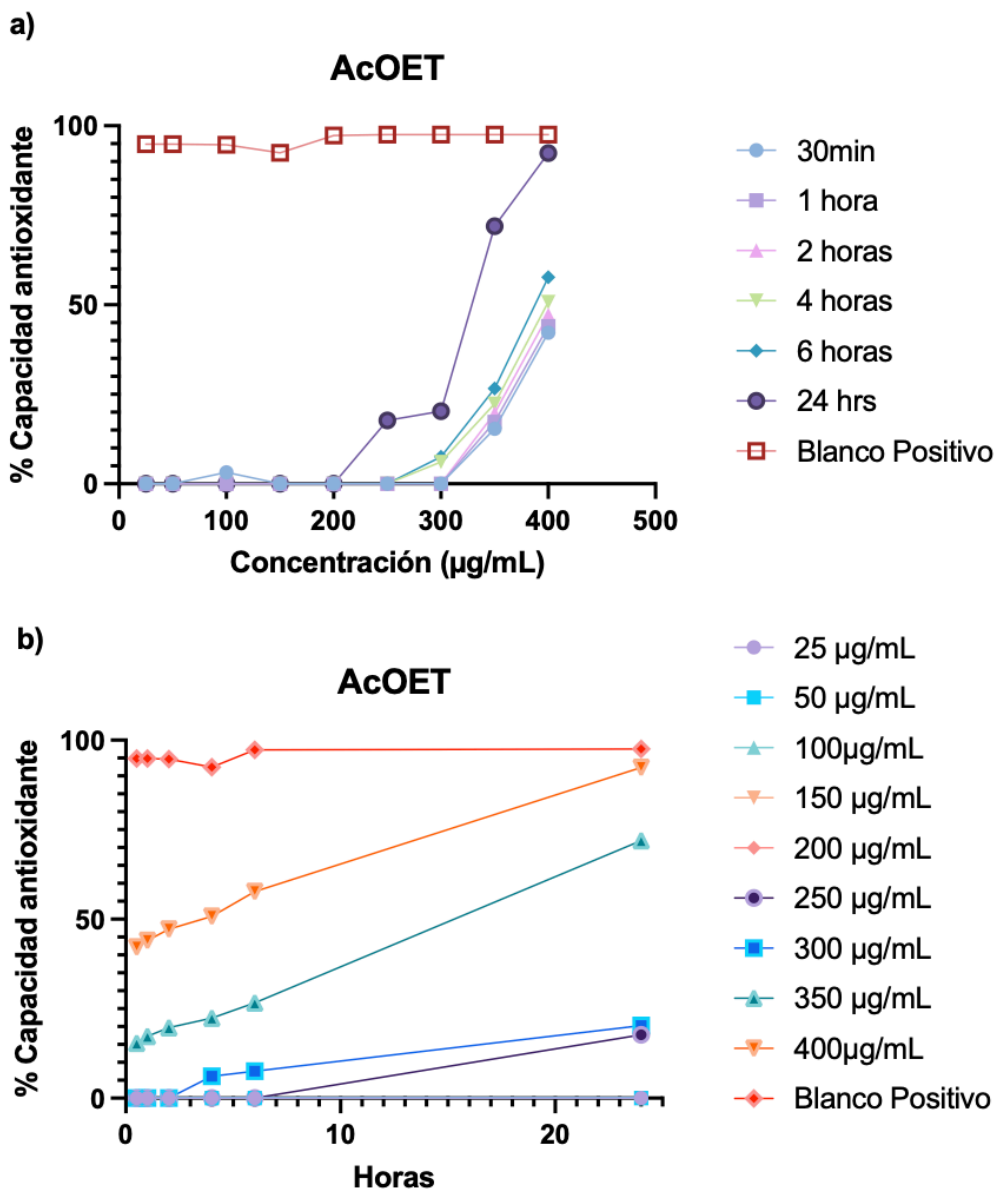 a)
AcOET
% Capacidad antioxidante
100
50
0
0 100 200 300 400 500
Concentración (µg/mL)
30min
1 hora
2 horas
4 horas
6 horas
24 hrs
Blanco Positivo
b)
AcOET
% Capacidad antioxidante
100
50
0
0 10 20
Horas
25 µg/mL
50 µg/mL
100µg/mL
150 µg/mL
200 µg/mL
250 µg/mL
300 µg/mL
350 µg/mL
400µg/mL
Blanco Positivo